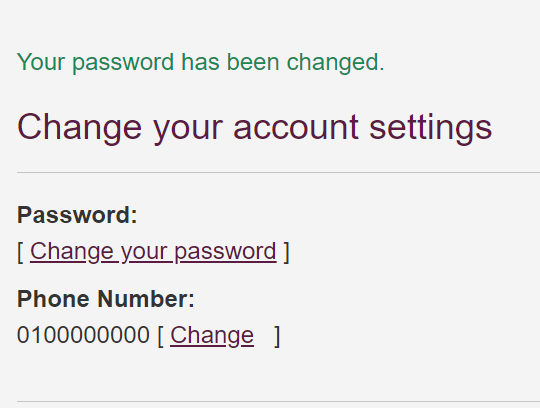 Your password has been changed.
Change your account settings
Password:
[ Change your password ]
Phone Number:
0100000000 [ Change ]